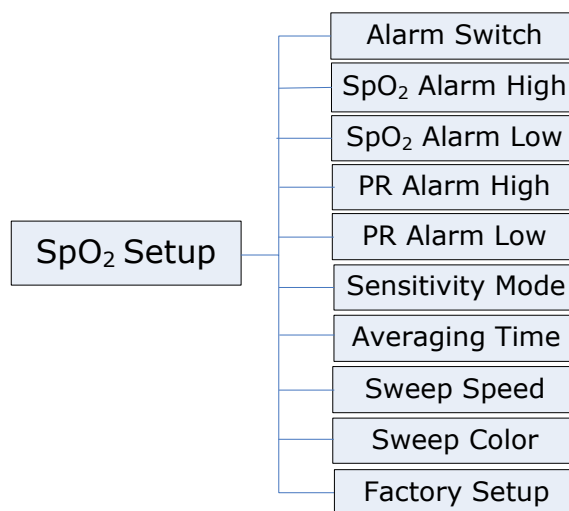 SpO₂ Setup
Alarm Switch
SpO₂ Alarm High
SpO₂ Alarm Low
PR Alarm High
PR Alarm Low
Sensitivity Mode
Averaging Time
Sweep Speed
Sweep Color
Factory Setup